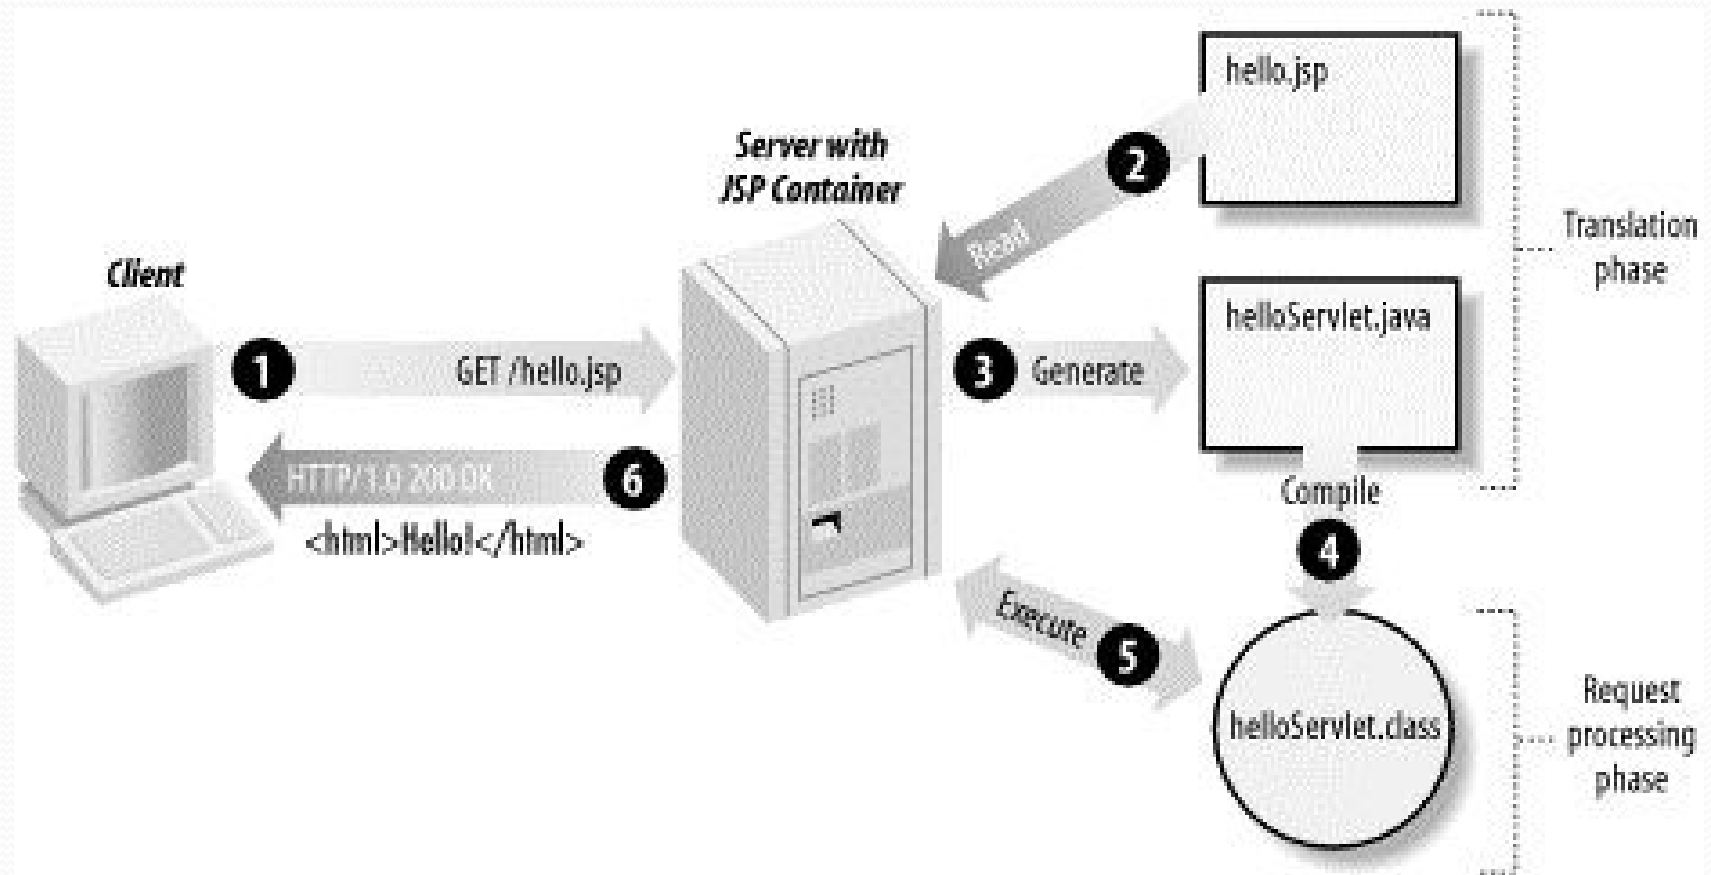 hello.jsp
Server with
JSP Container
2
Read
Translation
phase
Client
helloServlet.java
1
GET /hello.jsp
3
Generate
HTTP/1.0 200 OK
6
Compile
<html>Hello!</html>
4
Execute
5
helloServlet.class
Request
processing
phase